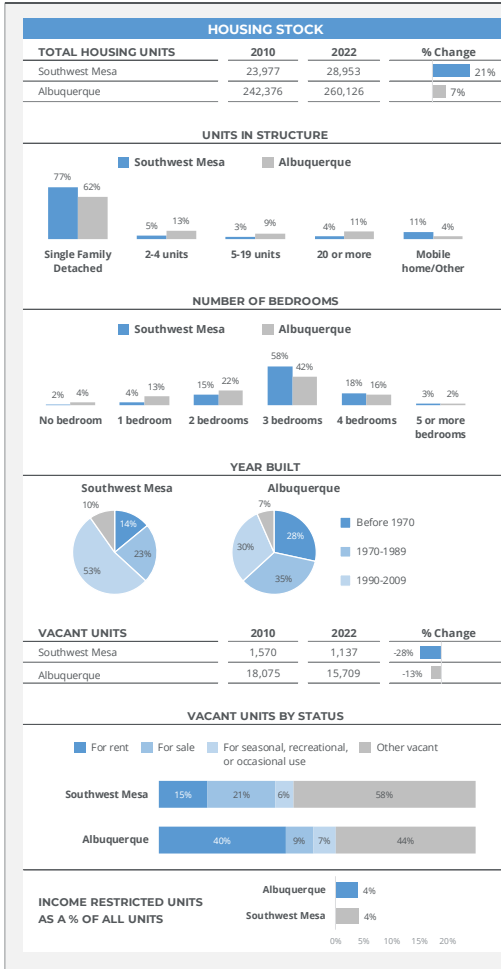 HOUSING STOCK
TOTAL HOUSING UNITS 2010 2022 % Change
Southwest Mesa 23,977 28,953 21%
Albuquerque 242,376 260,126 7%
UNITS IN STRUCTURE
Southwest Mesa Albuquerque
77% 62% 5% 13% 3% 9% 4% 11% 11% 4%
Single Family 2-4 units 5-19 units 20 or more Mobile
Detached home/Other
NUMBER OF BEDROOMS
Southwest Mesa Albuquerque
2% 4% 4% 13% 15% 22% 58% 42% 18% 16% 3% 2%
No bedroom 1 bedroom 2 bedrooms 3 bedrooms 4 bedrooms 5 or more
bedrooms
YEAR BUILT
Southwest Mesa Albuquerque
10% 14% 23% 53%
7% 28% 35% 30%
Before 1970
1970-1989
1990-2009
VACANT UNITS 2010 2022 % Change
Southwest Mesa 1,570 1,137 -28%
Albuquerque 18,075 15,709 -13%
VACANT UNITS BY STATUS
For rent For sale For seasonal, recreational, Other vacant
or occasional use
Southwest Mesa 15% 21% 6% 58%
Albuquerque 40% 9% 7% 44%
INCOME RESTRICTED UNITS
AS A % OF ALL UNITS
Albuquerque 4%
Southwest Mesa 4%
0% 5% 10% 15% 20%